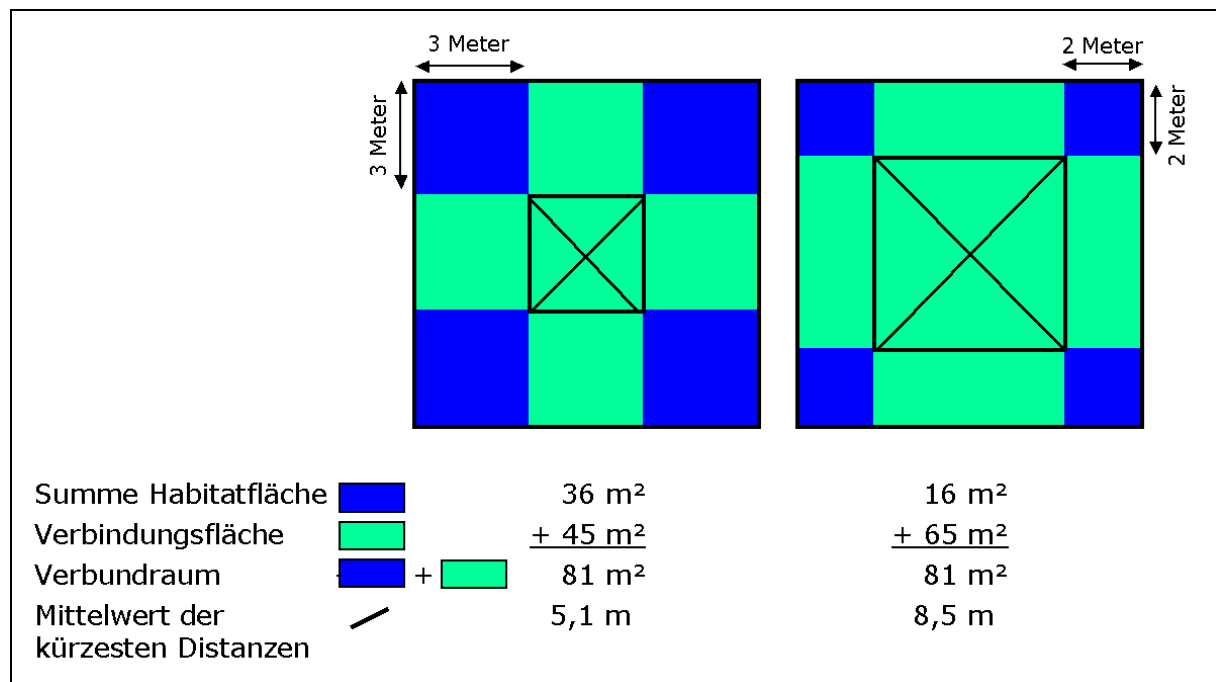 3 Meter
2 Meter
3 Meter
2 Meter
Summe Habitatfläche 36 m² 16 m²
Verbindungsfläche + 45 m² + 65 m²
Verbundraum + 81 m² 81 m²
Mittelwert der 5,1 m 8,5 m
kürzesten Distanzen